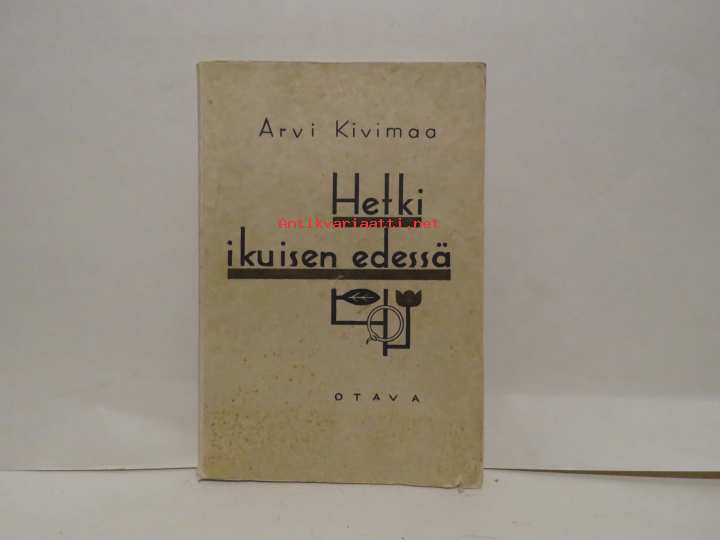 Arvi Kivimaa
Hetki
Antikvariaatti.net
ikuisen edessä
OTAVA